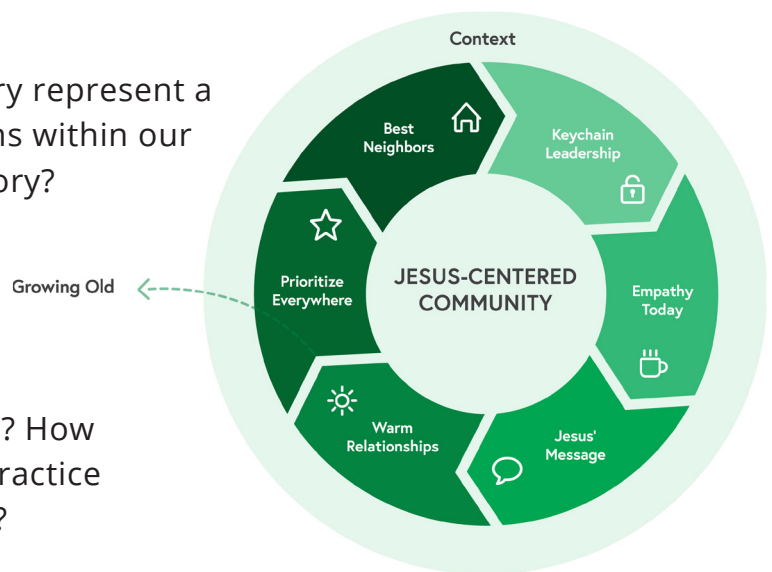 ry represent a
ns within our
ory?
? How
ractice
?
Context
Best
Neighbors
Keychain
Leadership
Prioritize
Everywhere
JESUS-CENTERED
COMMUNITY
Empathy
Today
Growing Old
Warm
Relationships
Jesus'
Message